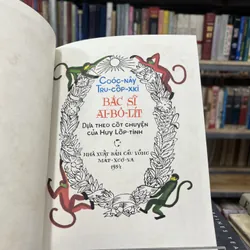 COÓC-NÂY
TRU-CỐP-XKI
BÁC SĨ
AI-BÔ-LÍT
DỰA THEO CỐT CHUYỆN
CỦA HUY LỐP-TINH
NHÀ XUẤT BẢN CẦU VỒNG
MÁT-XCƠ-VA
1984